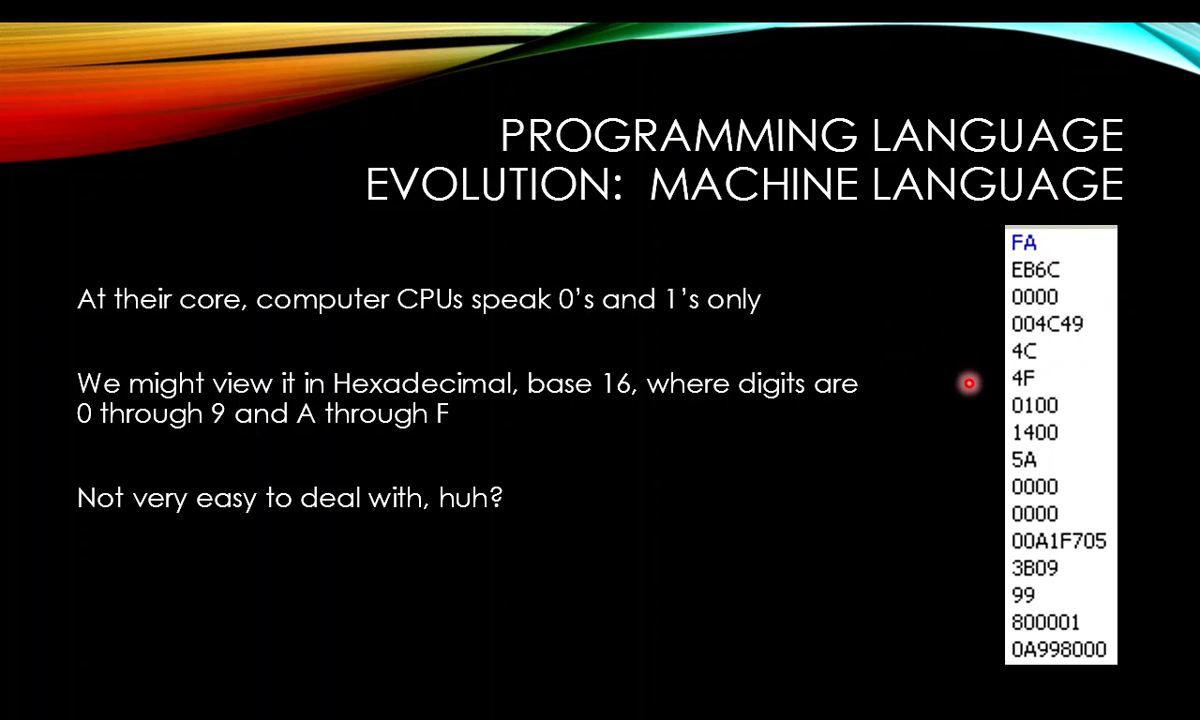 PROGRAMMING LANGUAGE
EVOLUTION: MACHINE LANGUAGE
At their core, computer CPUs speak 0's and 1's only
We might view it in Hexadecimal, base 16, where digits are
0 through 9 and A through F
Not very easy to deal with, huh?
FA
EB6C
0000
004C49
4C
4F
0100
1400
5A
0000
0000
00A1F705
3B09
99
800001
0A998000